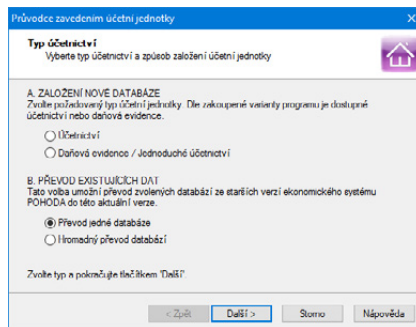 Průvodce zavedením účetní jednotky
Typ účetnictví
Vyberte typ účetnictví a způsob založení účetní jednotky
A. ZALOŽENÍ NOVÉ DATABÁZE
Zvolte požadovaný typ účetní jednotky. Dle zakoupené varianty programu je dostupné
účetnictví nebo daňová evidence.
Účetnictví
Daňová evidence / Jednoduché účetnictví
B. PŘEVOD EXISTUJÍCÍCH DAT
Tato volba umožní převod zvolených databází ze starších verzí ekonomického systému
POHODA do této aktuální verze.
Převod jedné databáze
Hromadný převod databází
Zvolte typ a pokračujte tlačítkem 'Další'.
< Zpět
Další >
Storno
Nápověda